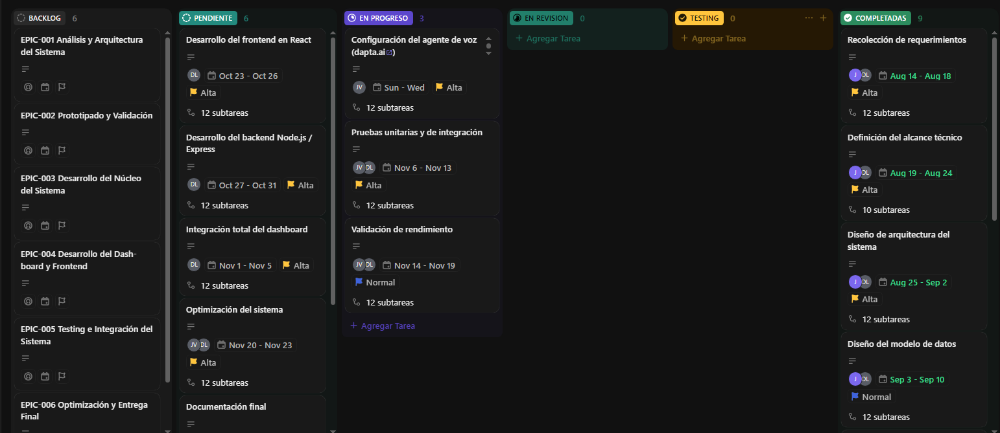 BACKLOG 6
EPIC-001 Análisis y Arquitectura
del Sistema
EPIC-002 Prototipado y Validación
EPIC-003 Desarrollo del Núcleo
del Sistema
EPIC-004 Desarrollo del Dash-
board y Frontend
EPIC-005 Testing e Integración del
Sistema
EPIC-006 Optimización y Entrega
Final
PENDIENTE 6
Desarrollo del frontend en React
DL Oct 23 - Oct 26
Alta
12 subtareas
Desarrollo del backend Node.js /
Express
DL Oct 27 - Oct 31 Alta
12 subtareas
Integración total del dashboard
DL Nov 1 - Nov 5 Alta
12 subtareas
Optimización del sistema
JV DL Nov 20 - Nov 23
Alta
12 subtareas
Documentación final
EN PROGRESO 3
Configuración del agente de voz
(dapta.ai)
JV Sun - Wed Alta
12 subtareas
Pruebas unitarias y de integración
JV DL Nov 6 - Nov 13
Alta
12 subtareas
Validación de rendimiento
JV DL Nov 14 - Nov 19
Normal
12 subtareas
+ Agregar Tarea
EN REVISION 0
+ Agregar Tarea
TESTING 0 ... +
+ Agregar Tarea
COMPLETADAS 9
Recolección de requerimientos
J DL Aug 14 - Aug 18
Alta
12 subtareas
Definición del alcance técnico
J DL Aug 19 - Aug 24
Alta
10 subtareas
Diseño de arquitectura del
sistema
J DL Aug 25 - Sep 2
Alta
12 subtareas
Diseño del modelo de datos
J DL Sep 3 - Sep 10
Normal
12 subtareas